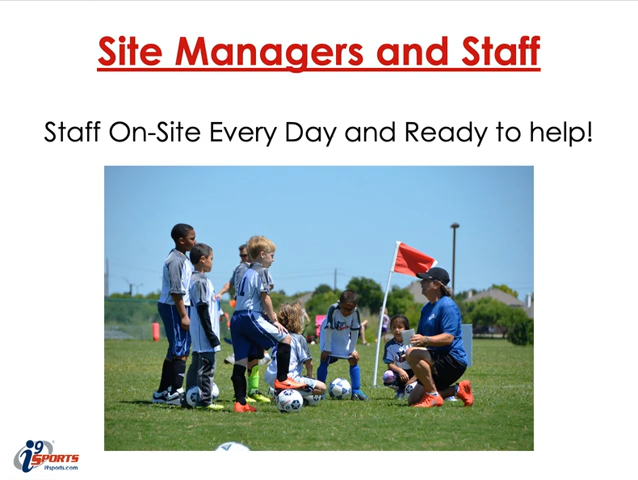 Site Managers and Staff
Staff On-Site Every Day and Ready to help!
i9
SPORTS
i9sports.com